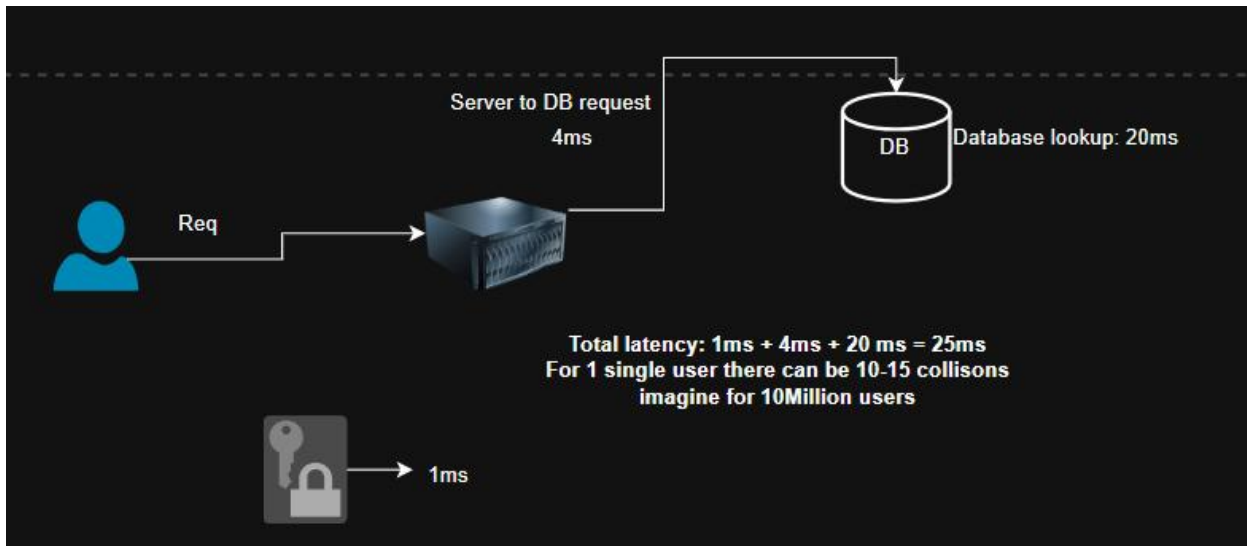 Server to DB request
4ms
DB
Database lookup: 20ms
Req
Total latency: 1ms + 4ms + 20 ms = 25ms
For 1 single user there can be 10-15 collisons
imagine for 10Million users
1ms